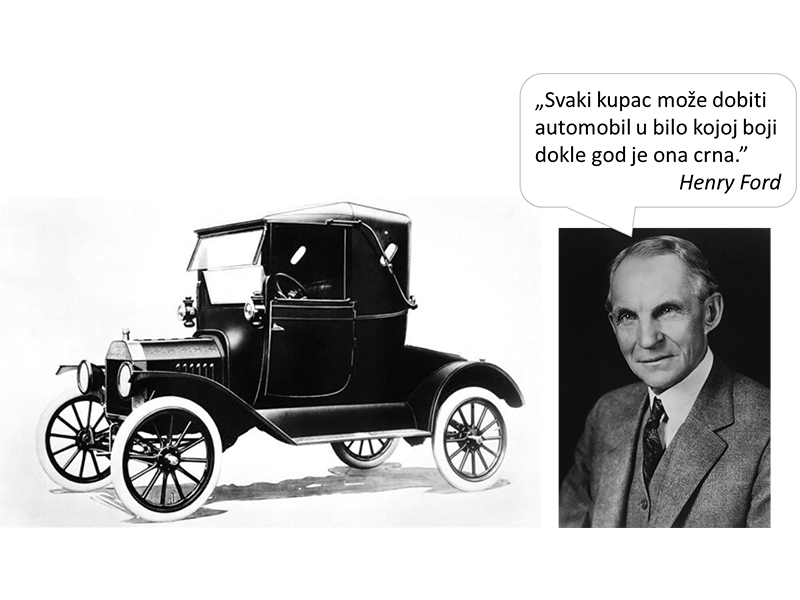 „Svaki kupac može dobiti
automobil u bilo kojoj boji
dokle god je ona crna.”
Henry Ford